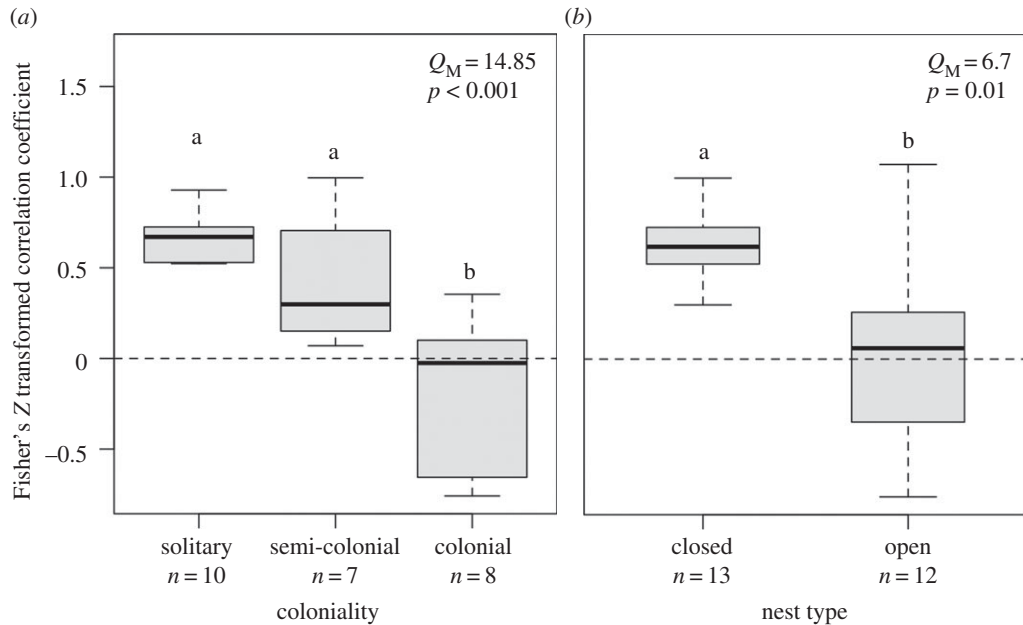 (a)
(b)
Fisher's Z transformed correlation coefficient
1.5
1.0
0.5
0
–0.5
Q_M = 14.85
p < 0.001
a
a
b
solitary
n = 10
semi-colonial
n = 7
colonial
n = 8
coloniality
Q_M = 6.7
p = 0.01
a
b
closed
n = 13
open
n = 12
nest type